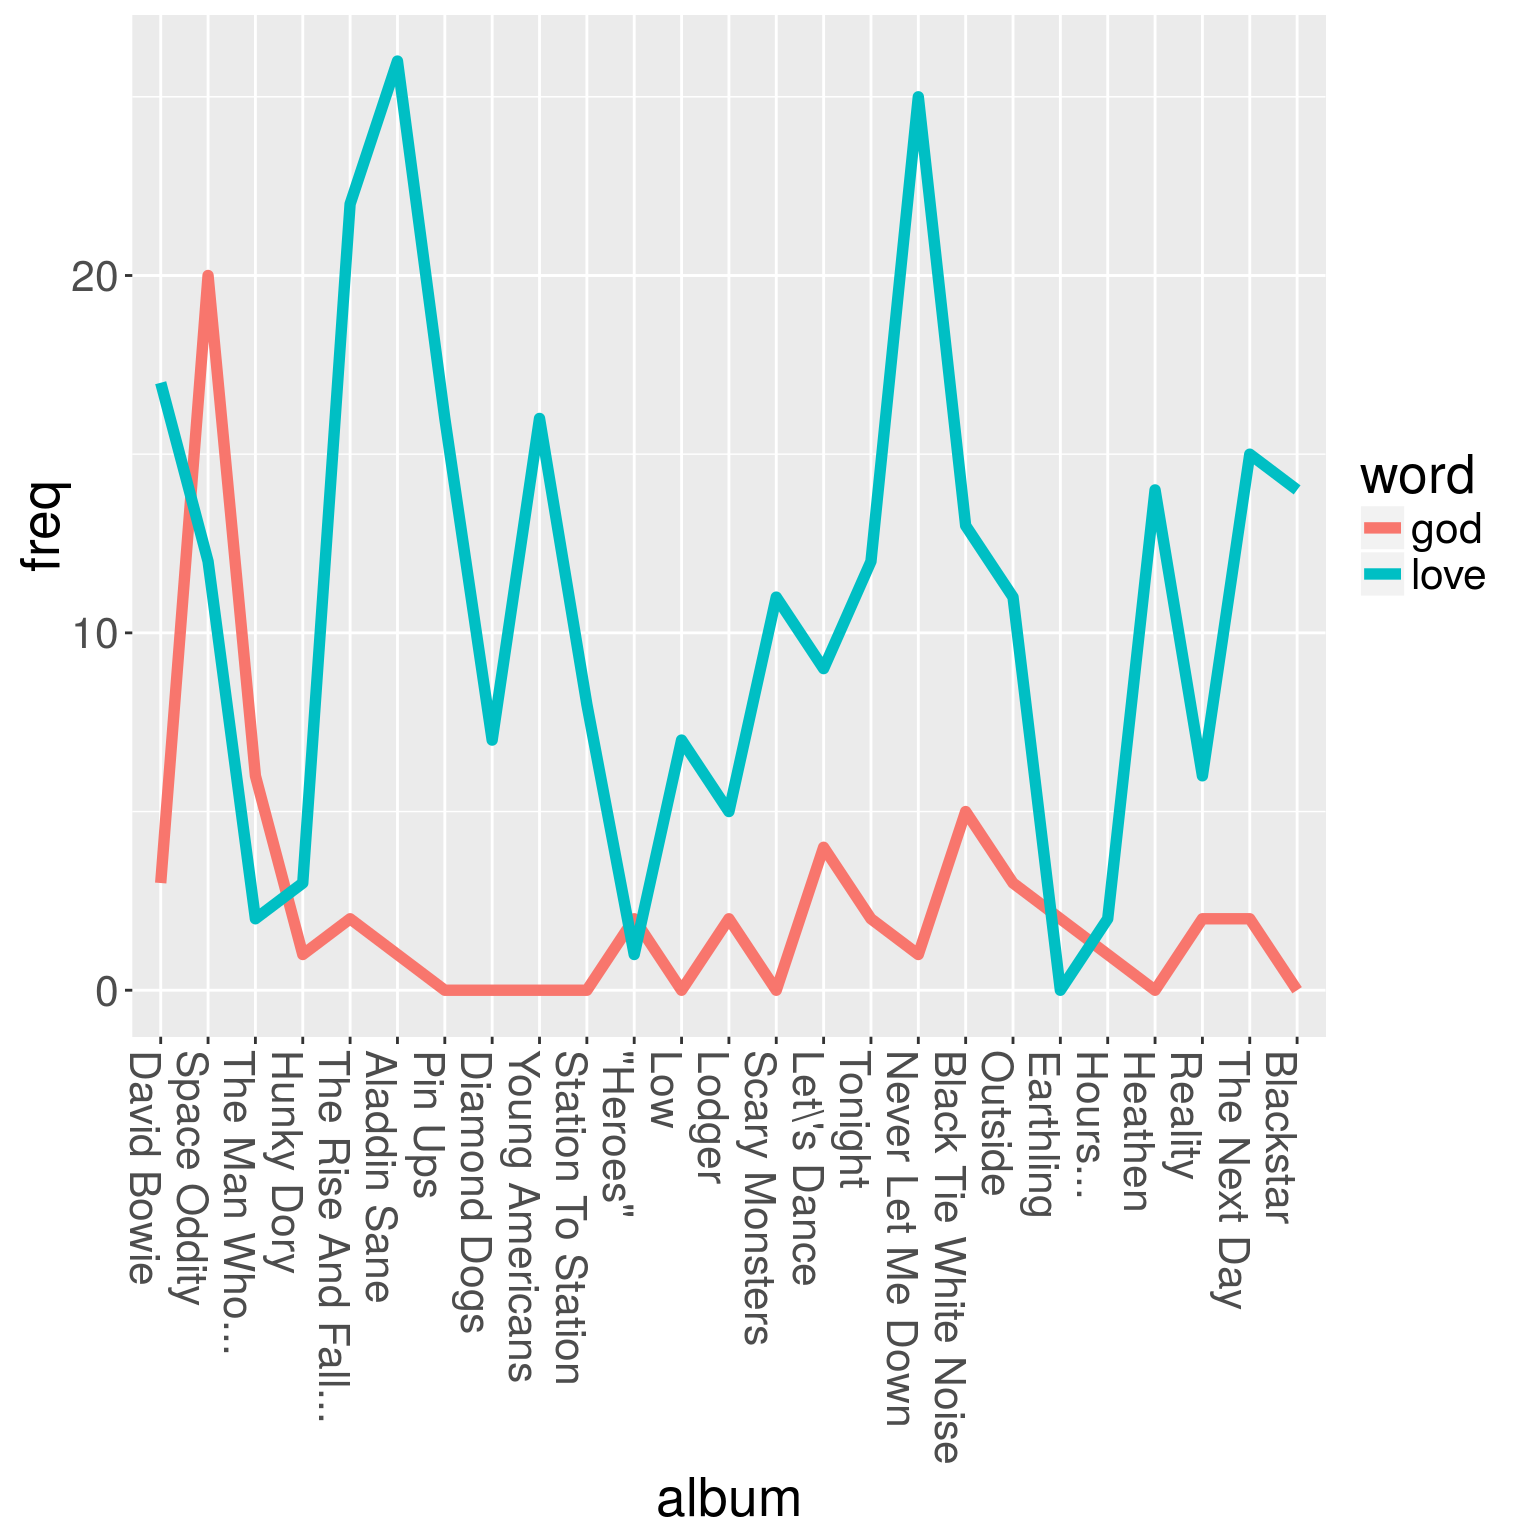 freq
20
10
0
David Bowie
Space Oddity
The Man Who...
Hunky Dory
The Rise And Fall...
Aladdin Sane
Pin Ups
Diamond Dogs
Young Americans
Station To Station
"Heroes"
Low
Lodger
Scary Monsters
Let\'s Dance
Tonight
Never Let Me Down
Black Tie White Noise
Outside
Earthling
Hours...
Heathen
Reality
The Next Day
Blackstar
album
word
god
love